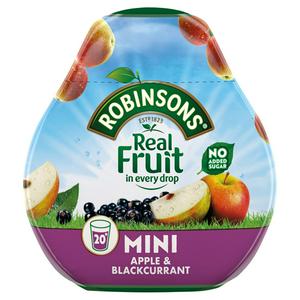 ROBINSONS
ESTD 1823
Real
Fruit
in every drop
NO
ADDED
SUGAR
20*
MINI
APPLE &
BLACKCURRANT